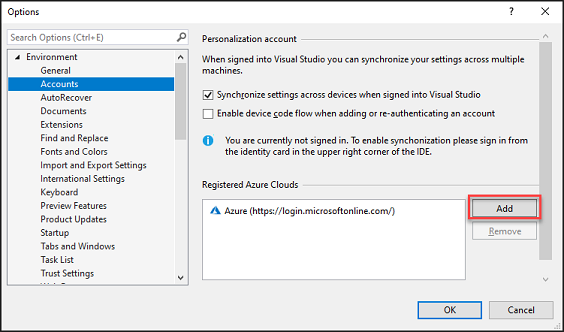 Options
?
×
Search Options (Ctrl+E)
Environment
General
Accounts
AutoRecover
Documents
Extensions
Find and Replace
Fonts and Colors
Import and Export Settings
International Settings
Keyboard
Preview Features
Product Updates
Startup
Tabs and Windows
Task List
Trust Settings
Personalization account
When signed into Visual Studio you can synchronize your settings across multiple
machines.
Synchronize settings across devices when signed into Visual Studio
Enable device code flow when adding or re-authenticating an account
You are currently not signed in. To enable synchonization please sign in from
the identity card in the upper right corner of the IDE.
Registered Azure Clouds
Azure (https://login.microsoftonline.com/)
Add
Remove
OK
Cancel